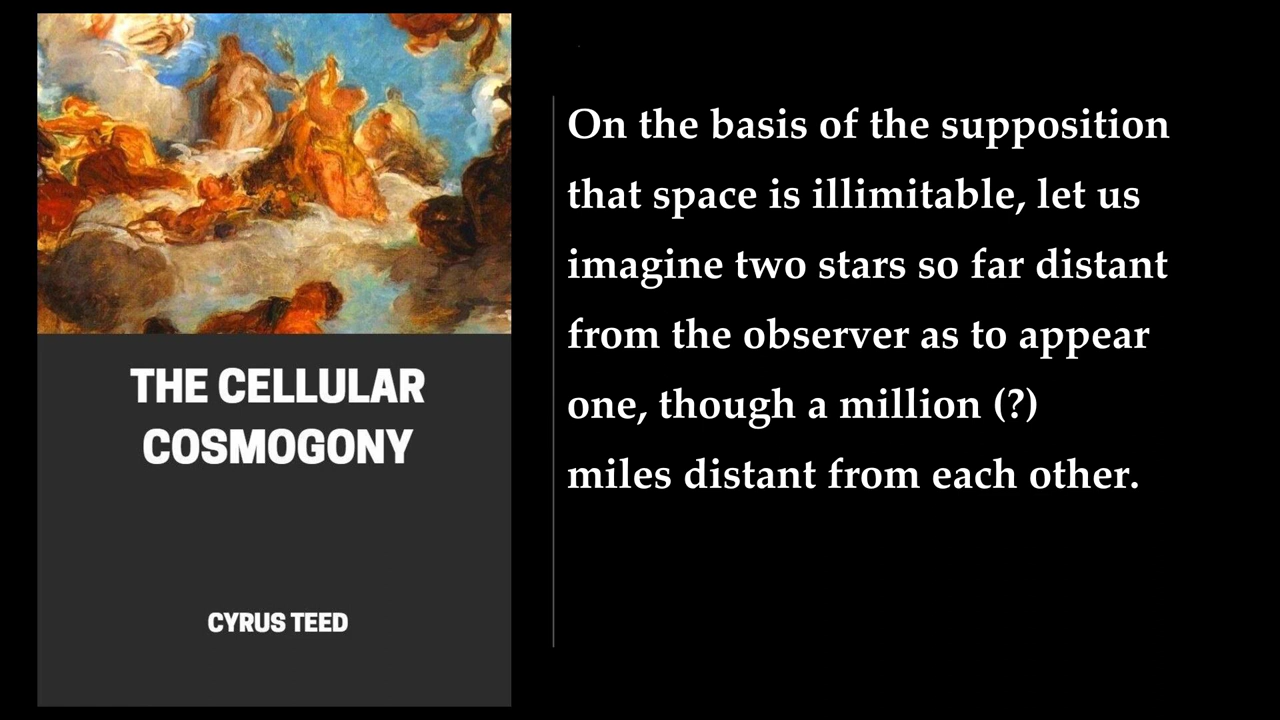 THE CELLULAR
COSMOGONY
CYRUS TEED
On the basis of the supposition
that space is illimitable, let us
imagine two stars so far distant
from the observer as to appear
one, though a million (?)
miles distant from each other.